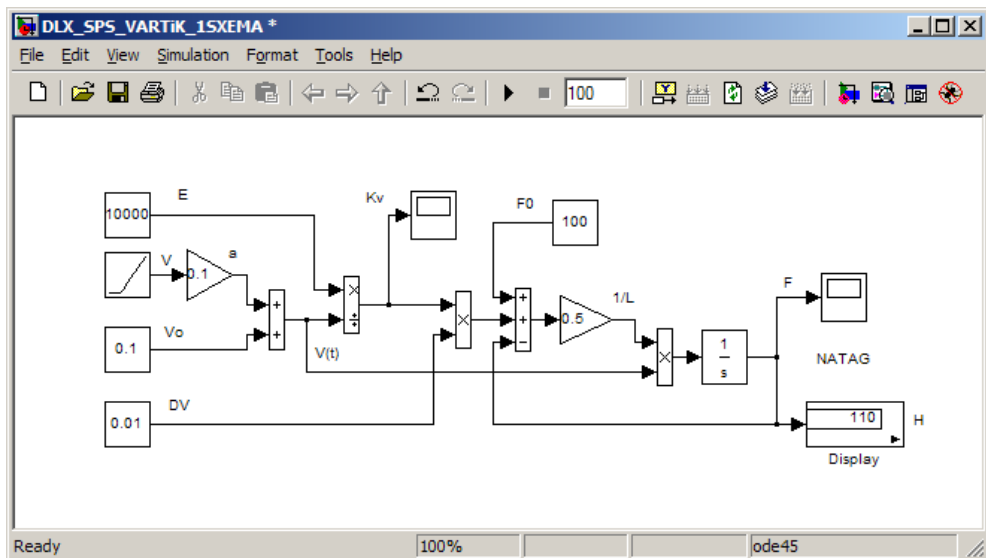 DLX_SPS_VARTiK_1SXEMA *
File Edit View Simulation Format Tools Help
100
E
10000
Kv
F0
100
V
a
0.1
F
1/L
0.5
Vo
0.1
V(t)
1
s
NATAG
DV
0.01
110
H
Display
Ready 100% ode45